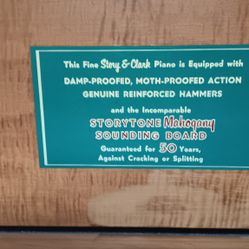 This Fine Story & Clark Piano is Equipped with
DAMP-PROOFED, MOTH-PROOFED ACTION
GENUINE REINFORCED HAMMERS
and the Incomparable
STORYTONE Mahogany
SOUNDING BOARD
Guaranteed for 50 Years,
Against Cracking or Splitting